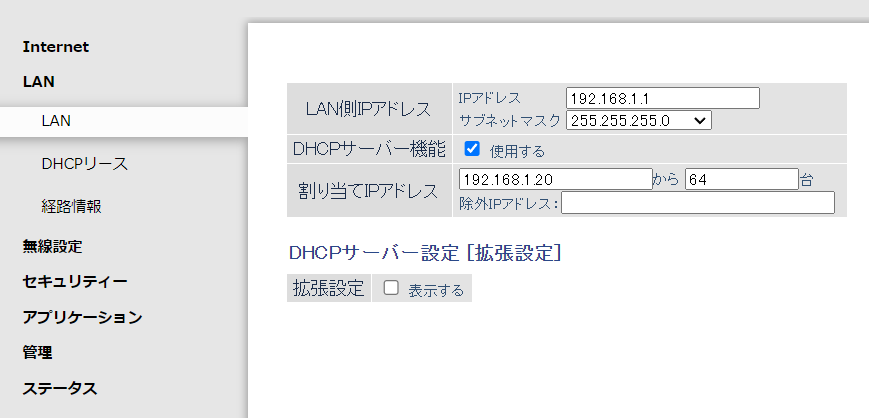 Internet
LAN
LAN
DHCPリース
経路情報
無線設定
セキュリティー
アプリケーション
管理
ステータス
LAN側IPアドレス
IPアドレス 192.168.1.1
サブネットマスク 255.255.255.0
DHCPサーバー機能 使用する
割り当てIPアドレス
192.168.1.20 から 64 台
除外IPアドレス：
DHCPサーバー設定 [拡張設定]
拡張設定 表示する